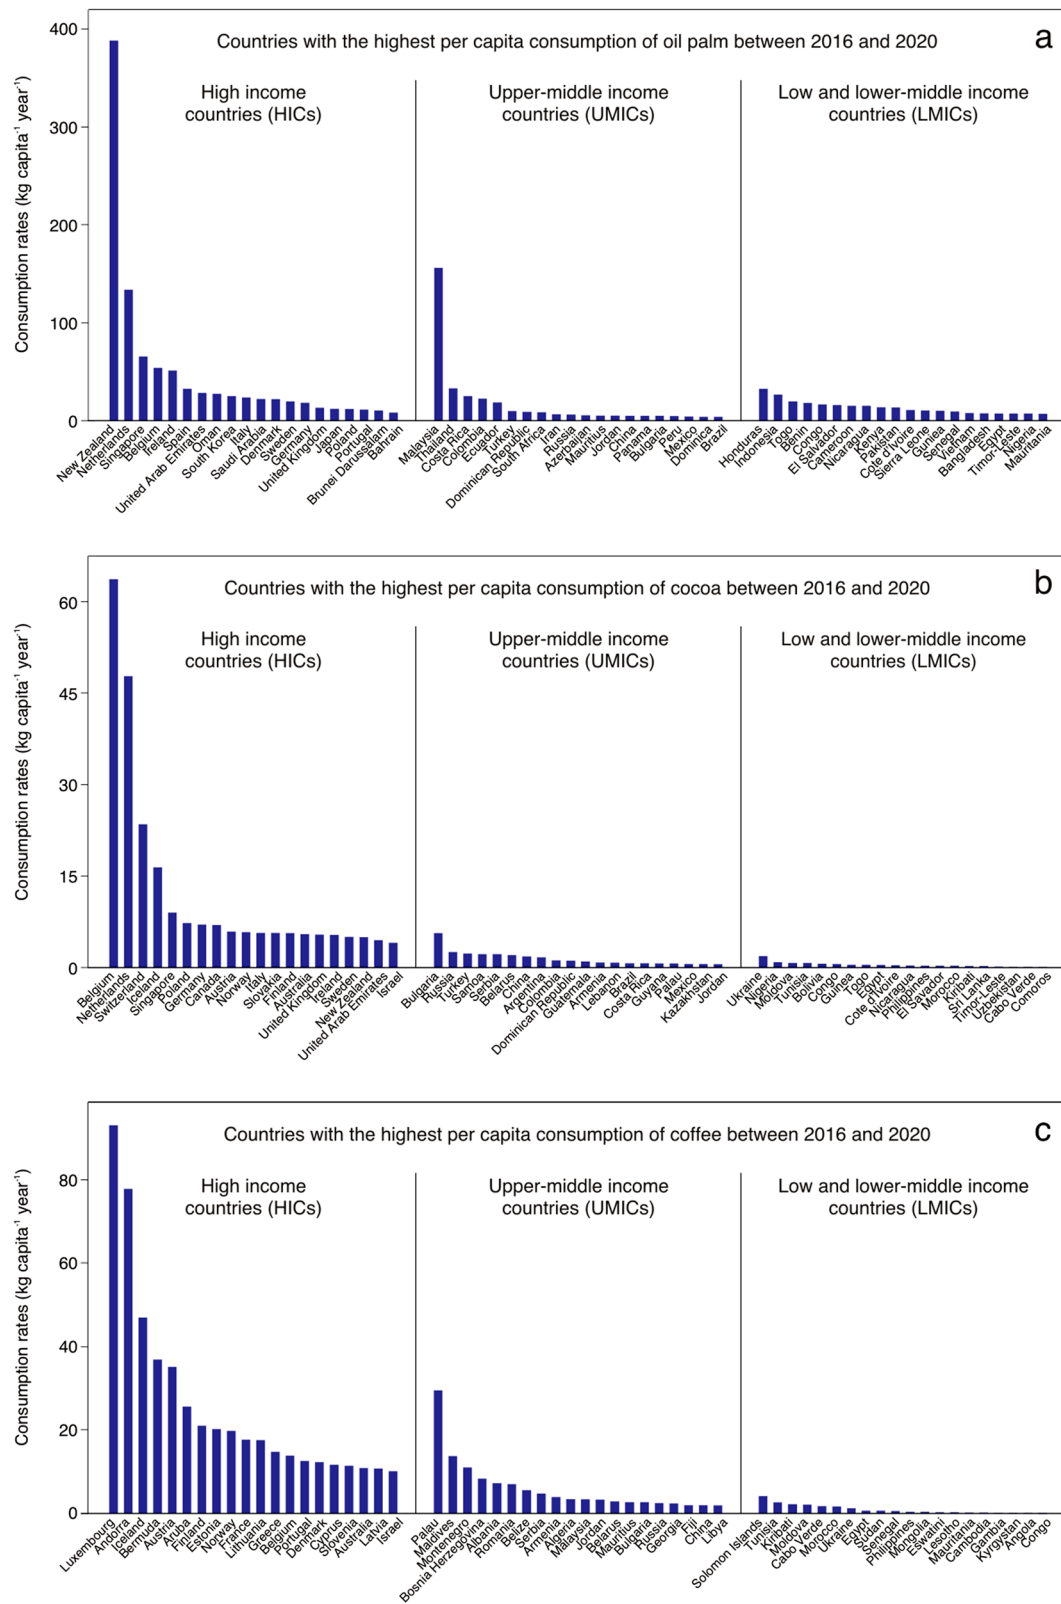 Countries with the highest per capita consumption of oil palm between 2016 and 2020
a
High income
countries (HICs)
Upper-middle income
countries (UMICs)
Low and lower-middle income
countries (LMICs)
Consumption rates (kg capita⁻¹ year⁻¹)
400
300
200
100
0
New Zealand
Netherlands
Singapore
Belgium
Ireland
Spain
United Arab Emirates
Oman
South Korea
Italy
Saudi Arabia
Denmark
Sweden
Germany
United Kingdom
Japan
Poland
Portugal
Brunei Darussalam
Bahrain
Malaysia
Thailand
Costa Rica
Colombia
Ecuador
Turkey
Dominican Republic
South Africa
Iran
Russia
Azerbaijan
Mauritius
Jordan
China
Panama
Bulgaria
Peru
Mexico
Dominica
Brazil
Honduras
Indonesia
Togo
Benin
Congo
El Salvador
Cameroon
Nicaragua
Kenya
Pakistan
Cote d'Ivoire
Sierra Leone
Guinea
Senegal
Vietnam
Bangladesh
Egypt
Timor-Leste
Nigeria
Mauritania
Countries with the highest per capita consumption of cocoa between 2016 and 2020
b
High income
countries (HICs)
Upper-middle income
countries (UMICs)
Low and lower-middle income
countries (LMICs)
Consumption rates (kg capita⁻¹ year⁻¹)
60
45
30
15
0
Belgium
Netherlands
Switzerland
Iceland
Singapore
Poland
Germany
Canada
Austria
Norway
Italy
Slovakia
Finland
Australia
United Kingdom
Ireland
Sweden
New Zealand
United Arab Emirates
Israel
Bulgaria
Russia
Turkey
Samoa
Serbia
Belarus
China
Argentina
Colombia
Dominican Republic
Guatemala
Armenia
Lebanon
Brazil
Costa Rica
Guyana
Palau
Mexico
Kazakhstan
Jordan
Ukraine
Nigeria
Moldova
Tunisia
Bolivia
Congo
Guinea
Togo
Egypt
Cote d'Ivoire
Nicaragua
Philippines
El Savador
Morocco
Kiribati
Sri Lanka
Timor-Leste
Uzbekistan
Cabo Verde
Comoros
Countries with the highest per capita consumption of coffee between 2016 and 2020
c
High income
countries (HICs)
Upper-middle income
countries (UMICs)
Low and lower-middle income
countries (LMICs)
Consumption rates (kg capita⁻¹ year⁻¹)
80
60
40
20
0
Luxembourg
Andorra
Iceland
Bermuda
Austria
Aruba
Finland
Estonia
Norway
France
Lithuania
Greece
Belgium
Portugal
Denmark
Cyprus
Slovenia
Australia
Latvia
Israel
Palau
Maldives
Montenegro
Bosnia Herzegovina
Albania
Romania
Belize
Serbia
Armenia
Algeria
Malaysia
Jordan
Belarus
Mauritius
Bulgaria
Russia
Georgia
Fiji
China
Libya
Solomon Islands
Tunisia
Kiribati
Moldova
Cabo Verde
Morocco
Ukraine
Egypt
Sudan
Senegal
Philippines
Mongolia
Eswatini
Lesotho
Mauritania
Cambodia
Gambia
Kyrgystan
Angola
Congo